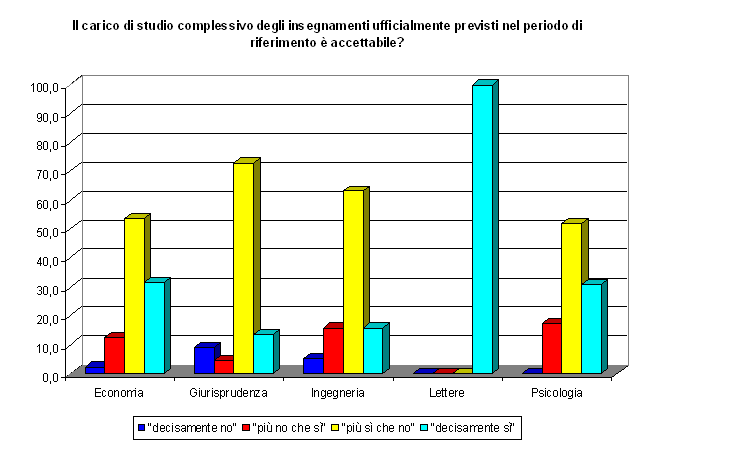 Il carico di studio complessivo degli insegnamenti ufficialmente previsti nel periodo di
riferimento è accettabile?
100,0
90,0
80,0
70,0
60,0
50,0
40,0
30,0
20,0
10,0
0,0
Economia Giurisprudenza Ingegneria Lettere Psicologia
"decisamente no" "più no che sì" "più sì che no" "decisamente sì"